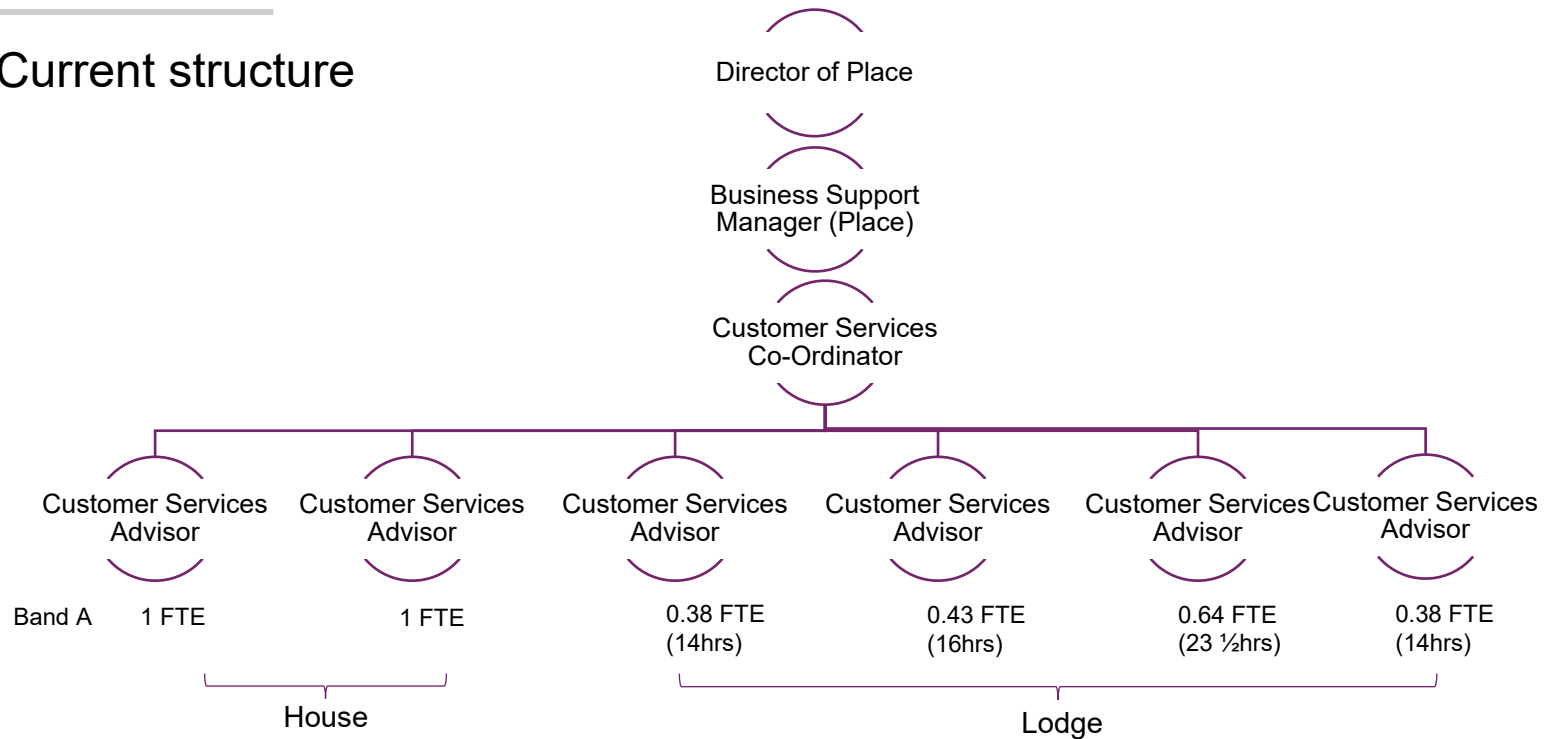 Current structure
Director of Place
Business Support
Manager (Place)
Customer Services
Co-Ordinator
Customer Services
Advisor
Customer Services
Advisor
Customer Services
Advisor
Customer Services
Advisor
Customer Services
Advisor
Customer Services
Advisor
Band A
1 FTE
1 FTE
0.38 FTE
(14hrs)
0.43 FTE
(16hrs)
0.64 FTE
(23 ½hrs)
0.38 FTE
(14hrs)
House
Lodge